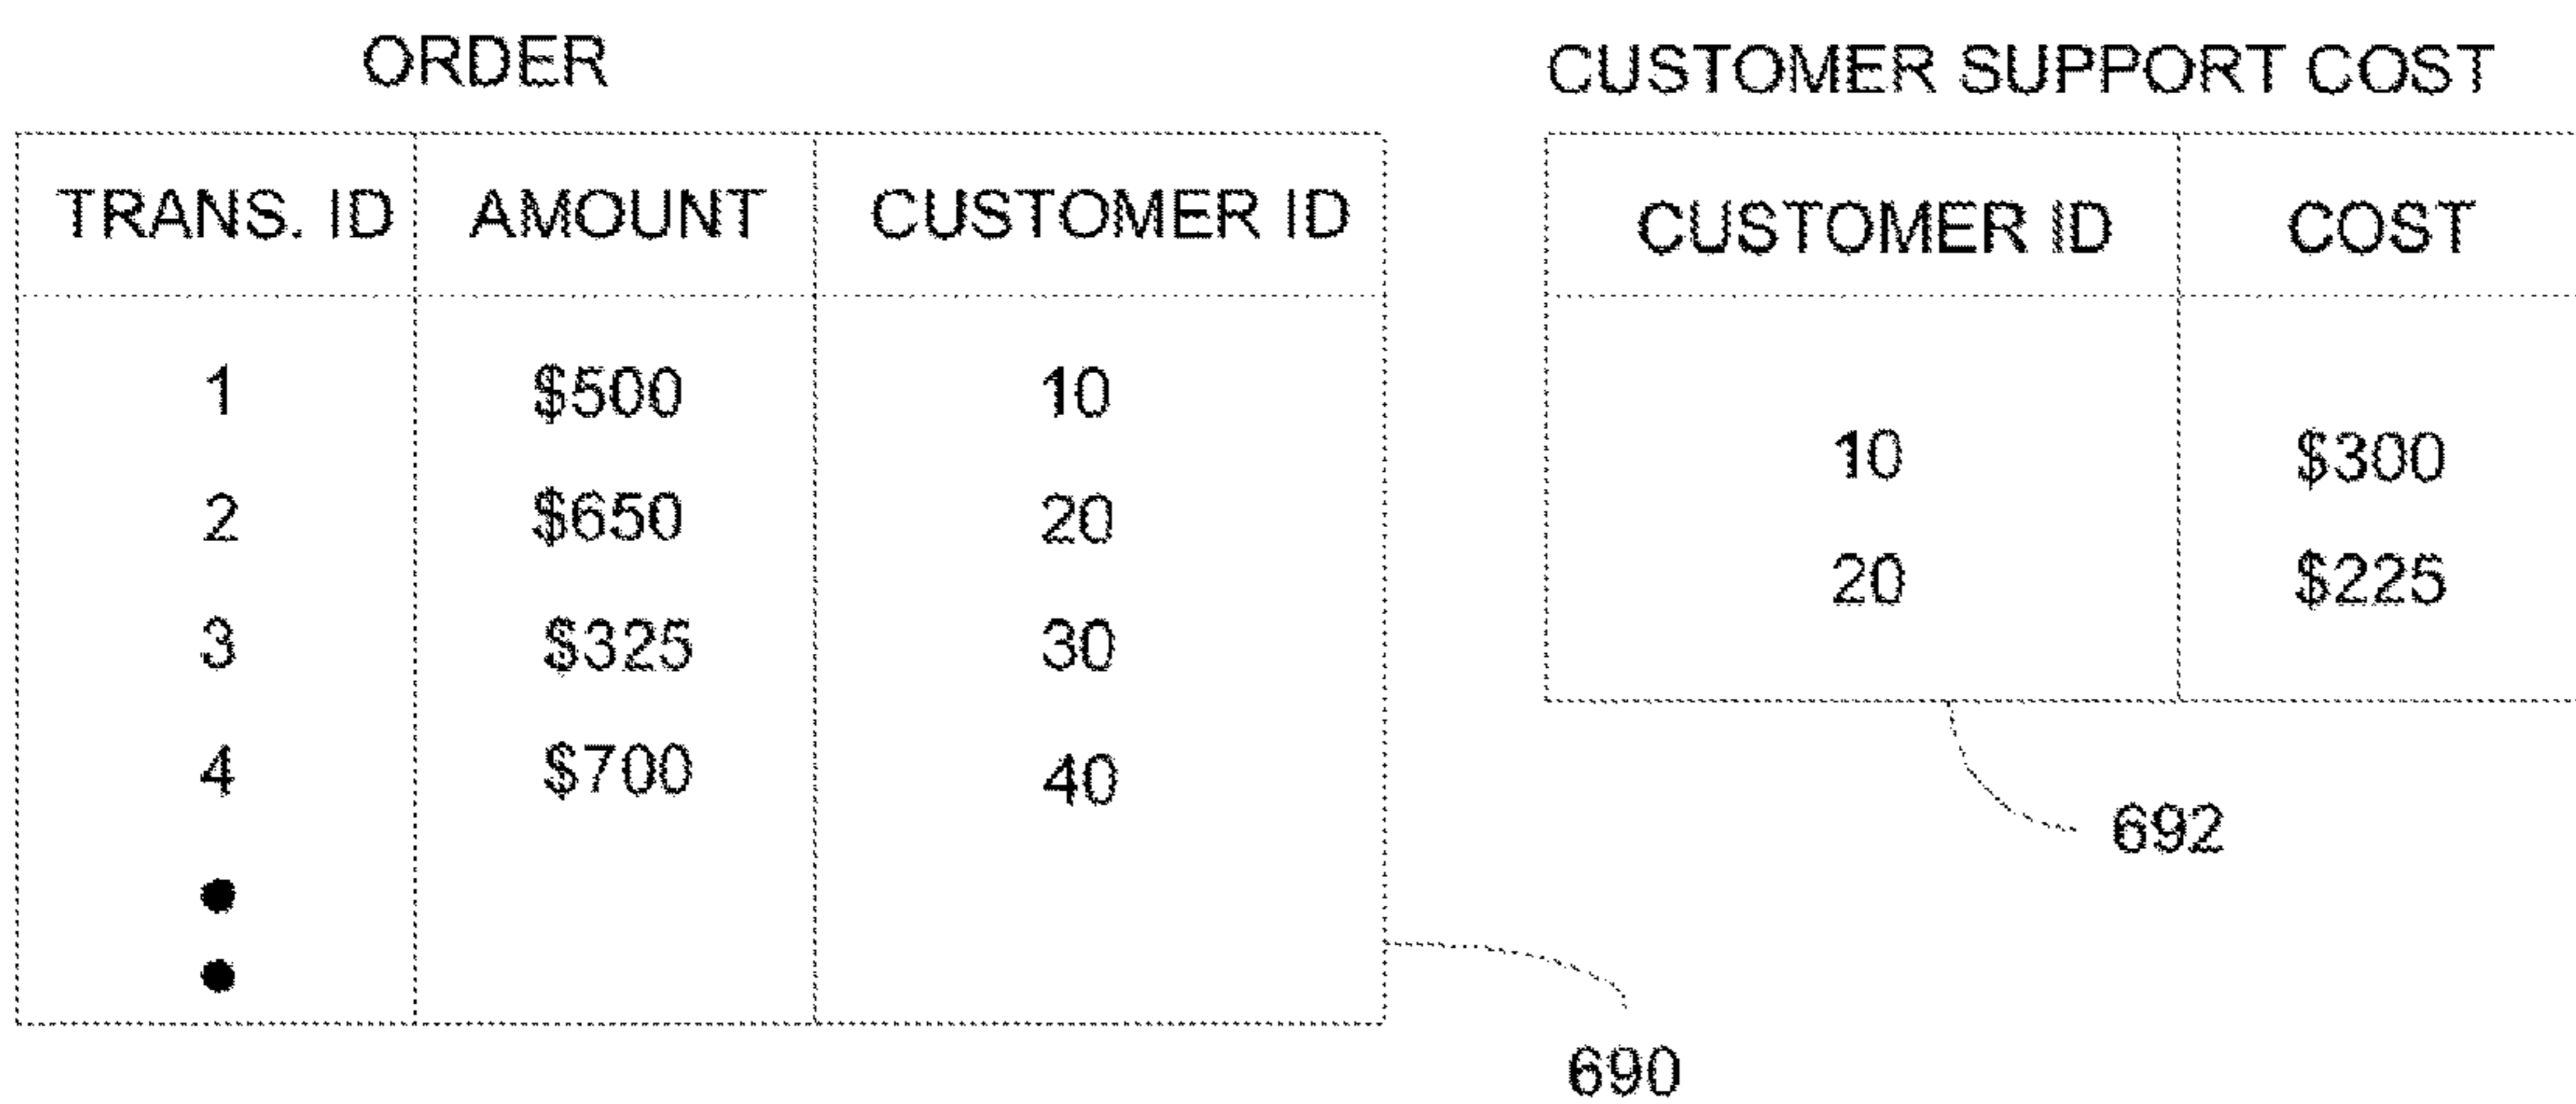 ORDER
TRANS. ID AMOUNT CUSTOMER ID
1 $500 10
2 $650 20
3 $325 30
4 $700 40
690
CUSTOMER SUPPORT COST
CUSTOMER ID COST
10 $300
20 $225
692